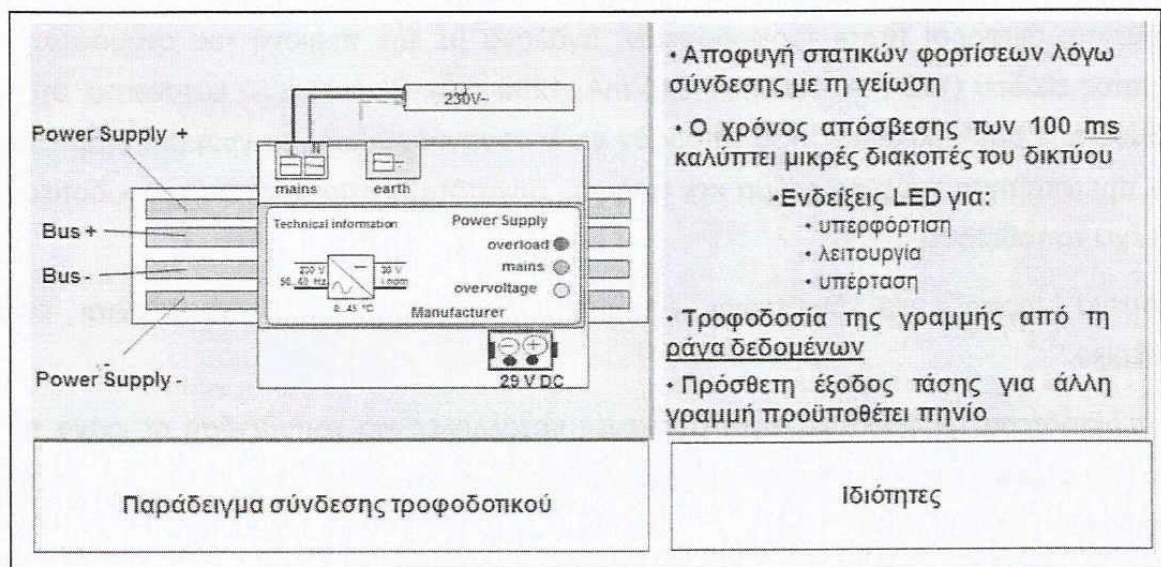 Power Supply +
Bus +
Bus -
Power Supply -
230V~
N
mains
earth
Technical information
Power Supply
overload
mains
overvoltage
230 V
0...45 °C
Manufacturer
29 V DC
• Αποφυγή στατικών φορτίσεων λόγω
σύνδεσης με τη γείωση
• Ο χρόνος απόσβεσης των 100 ms
καλύπτει μικρές διακοπές του δικτύου
•Ενδείξεις LED για:
• υπερφόρτιση
• λειτουργία
• υπέρταση
• Τροφοδοσία της γραμμής από τη
ράγα δεδομένων
• Πρόσθετη έξοδος τάσης για άλλη
γραμμή προϋποθέτει πηνίο
Παράδειγμα σύνδεσης τροφοδοτικού
Ιδιότητες